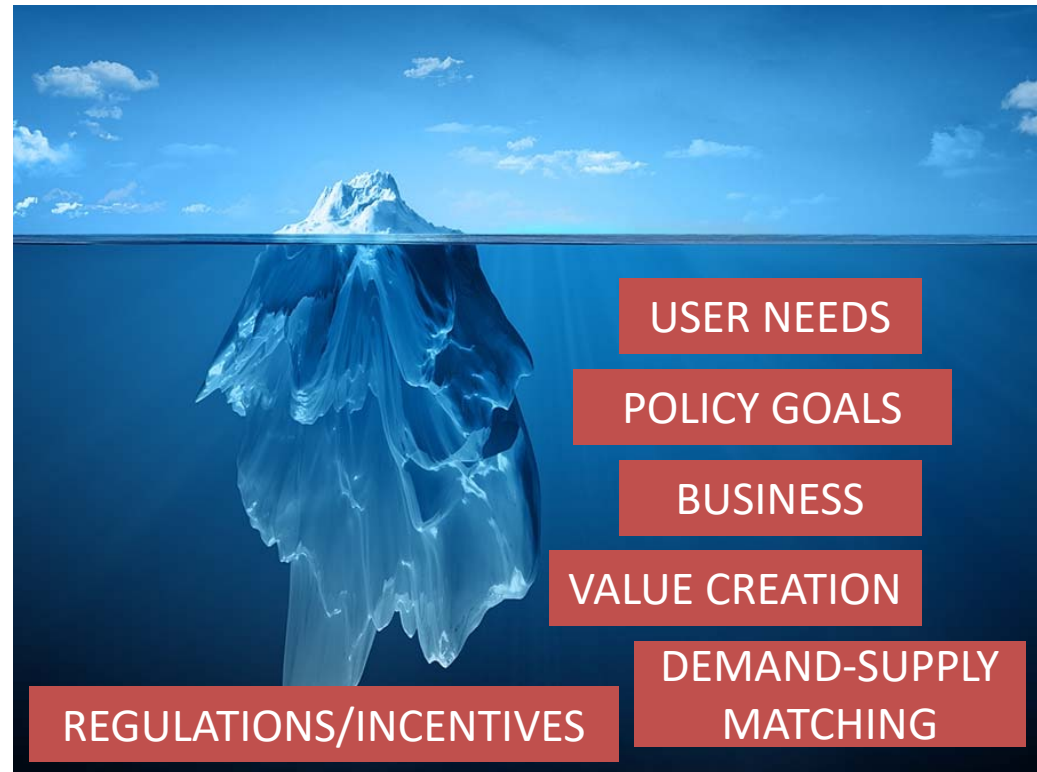 USER NEEDS
POLICY GOALS
BUSINESS
VALUE CREATION
DEMAND-SUPPLY
MATCHING
REGULATIONS/INCENTIVES